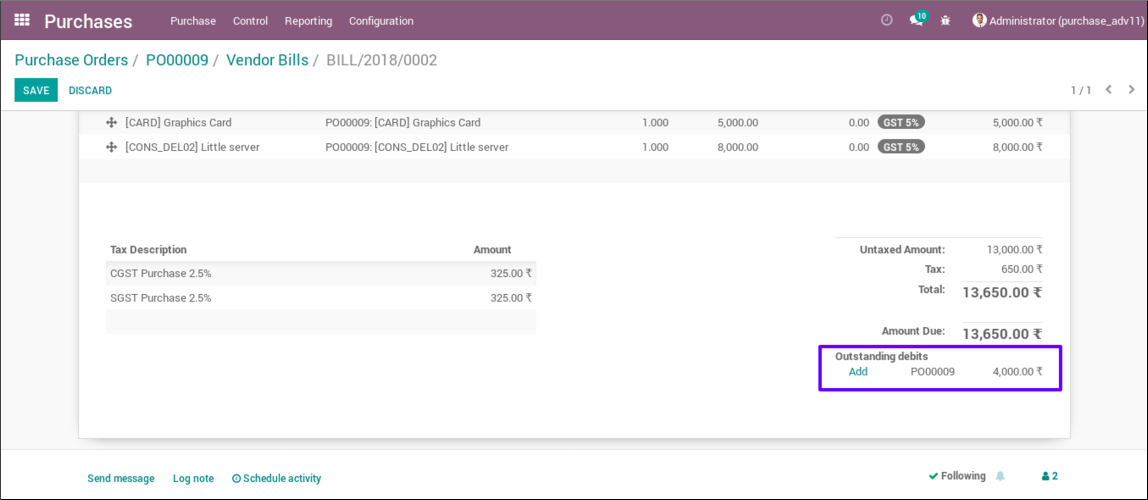 Purchases Purchase Control Reporting Configuration 10 Administrator (purchase_adv11)
Purchase Orders / PO00009 / Vendor Bills / BILL/2018/0002
SAVE DISCARD 1 / 1
[CARD] Graphics Card PO00009: [CARD] Graphics Card 1.000 5,000.00 0.00 GST 5% 5,000.00 ₹
[CONS_DEL02] Little server PO00009: [CONS_DEL02] Little server 1.000 8,000.00 0.00 GST 5% 8,000.00 ₹
Tax Description Amount
CGST Purchase 2.5% 325.00 ₹
SGST Purchase 2.5% 325.00 ₹
Untaxed Amount: 13,000.00 ₹
Tax: 650.00 ₹
Total: 13,650.00 ₹
Amount Due: 13,650.00 ₹
Outstanding debits
Add PO00009 4,000.00 ₹
Send message Log note Schedule activity Following 2